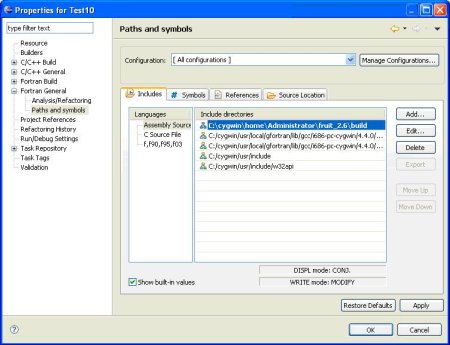 Properties for Test10
type filter text
Resource
Builders
C/C++ Build
C/C++ General
Fortran Build
Fortran General
Analysis/Refactoring
Paths and symbols
Project References
Refactoring History
Run/Debug Settings
Task Repository
Task Tags
Validation
Paths and symbols
Configuration:
[ All configurations ]
Manage Configurations...
Includes
# Symbols
References
Source Location
Languages
Assembly Source
C Source File
F,f90,F95,f03
Include directories
C:\cygwin\home\Administrator\fruit_2.6\build
C:/cygwin/usr/local/gfortran/lib/gcc/i686-pc-cygwin/4.4.0/...
C:/cygwin/usr/local/gfortran/lib/gcc/i686-pc-cygwin/4.4.0/...
C:/cygwin/usr/include
C:/cygwin/usr/include/w32api
Add...
Edit...
Delete
Export
Move Up
Move Down
Show built-in values
DISPL mode: CONJ.
WRITE mode: MODIFY
Restore Defaults
Apply
?
OK
Cancel